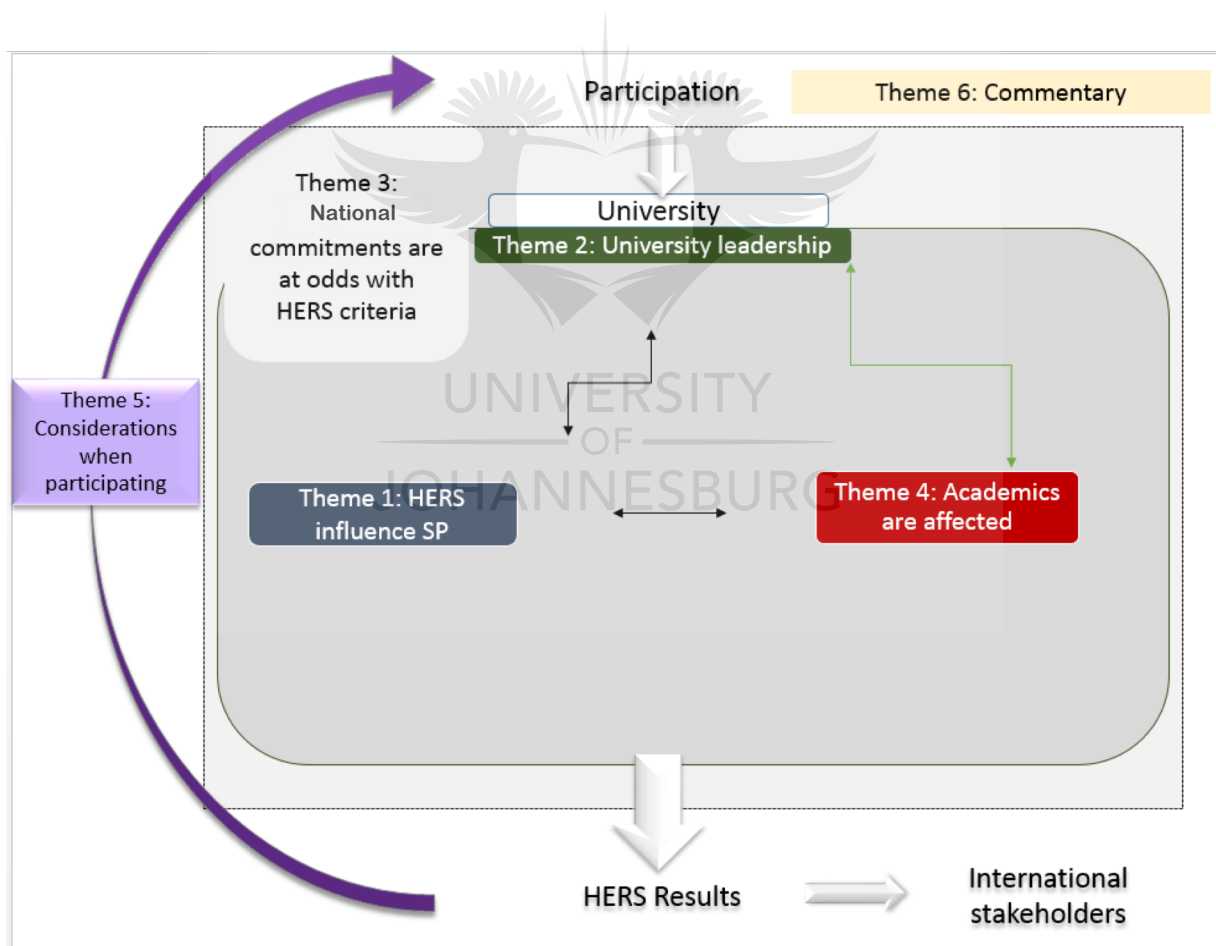 Participation
Theme 6: Commentary
Theme 3:
National
commitments are
at odds with
HERS criteria
University
Theme 2: University leadership
Theme 5:
Considerations
when
participating
UNIVERSITY
OF
JOHANNESBURG
Theme 1: HERS
influence SP
Theme 4: Academics
are affected
HERS Results
International
stakeholders